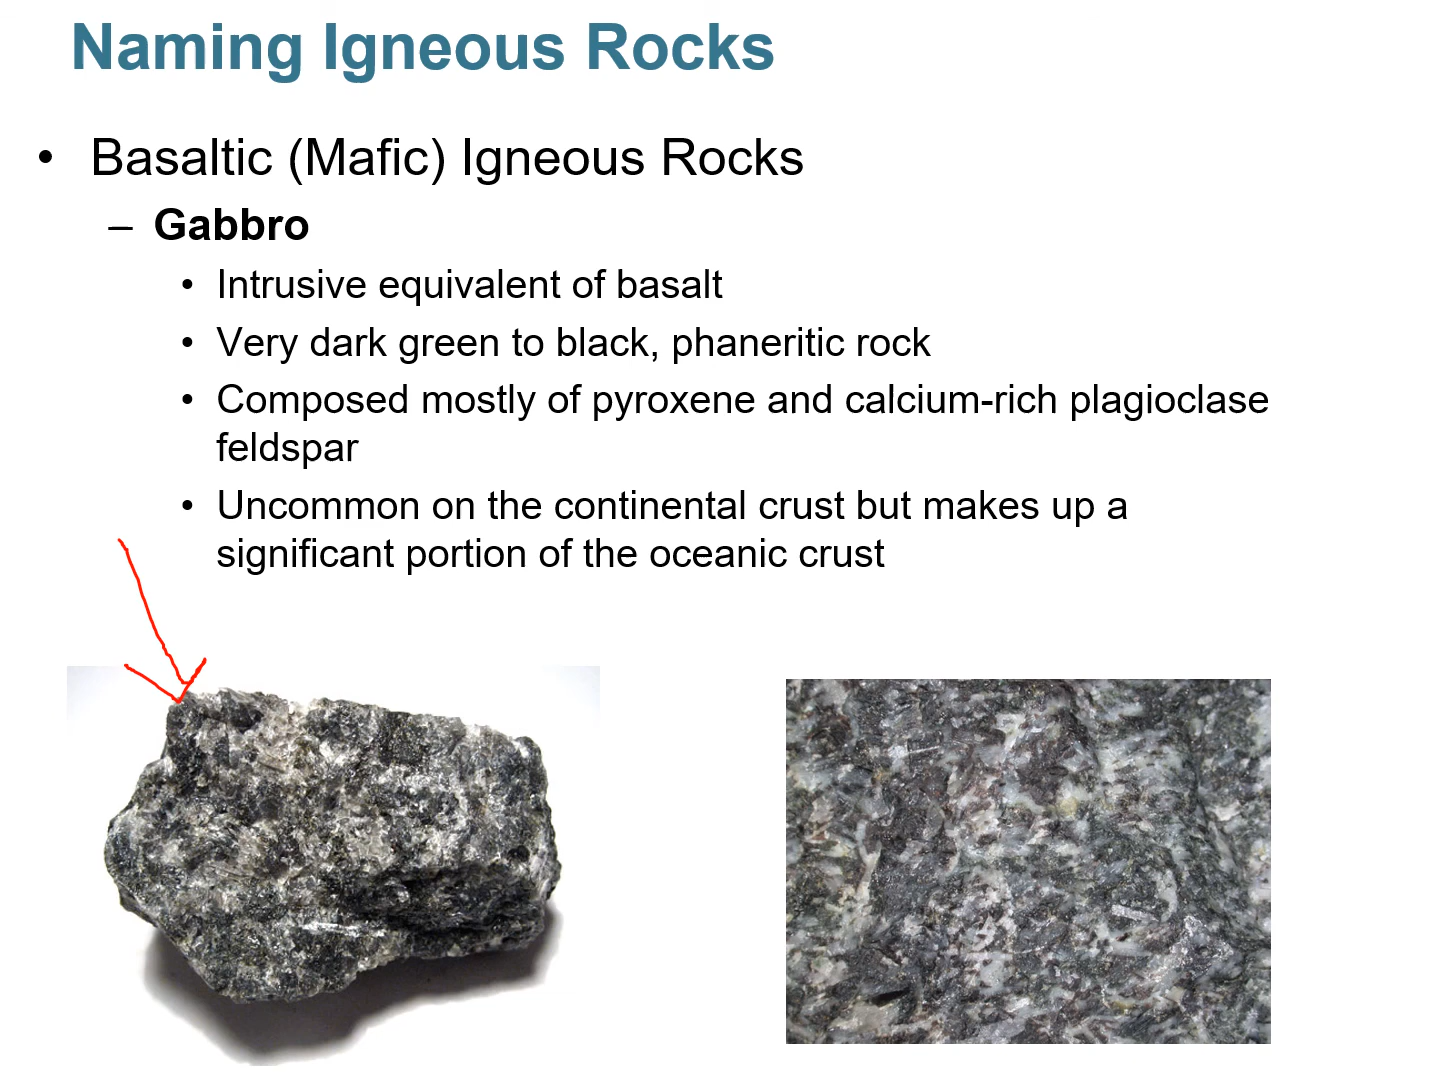 Naming Igneous Rocks
• Basaltic (Mafic) Igneous Rocks
– Gabbro
• Intrusive equivalent of basalt
• Very dark green to black, phaneritic rock
• Composed mostly of pyroxene and calcium-rich plagioclase
feldspar
• Uncommon on the continental crust but makes up a
significant portion of the oceanic crust